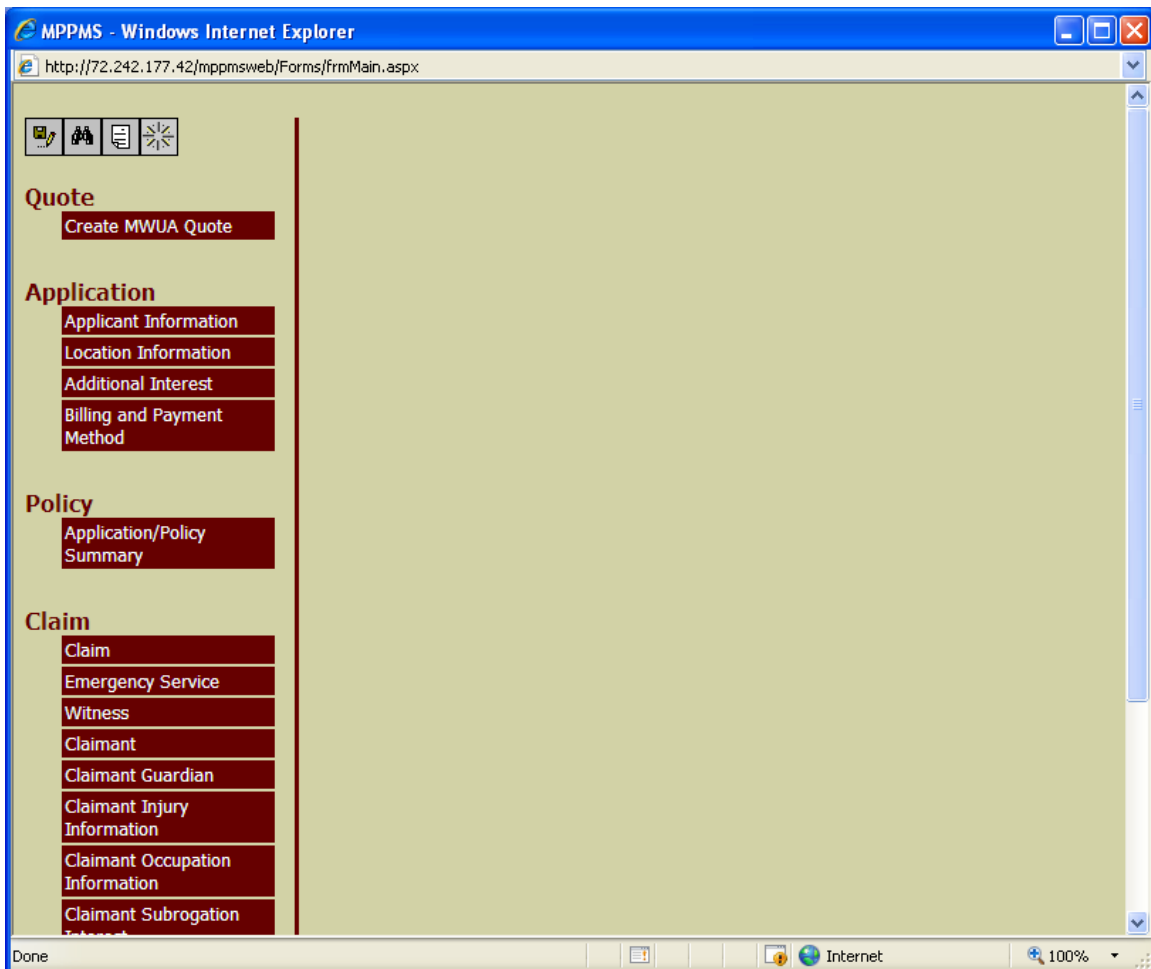 MPPMS - Windows Internet Explorer
http://72.242.177.42/mppmsweb/Forms/frmMain.aspx
Quote
Create MWUA Quote
Application
Applicant Information
Location Information
Additional Interest
Billing and Payment
Method
Policy
Application/Policy
Summary
Claim
Claim
Emergency Service
Witness
Claimant
Claimant Guardian
Claimant Injury
Information
Claimant Occupation
Information
Claimant Subrogation
Done
Internet
100%